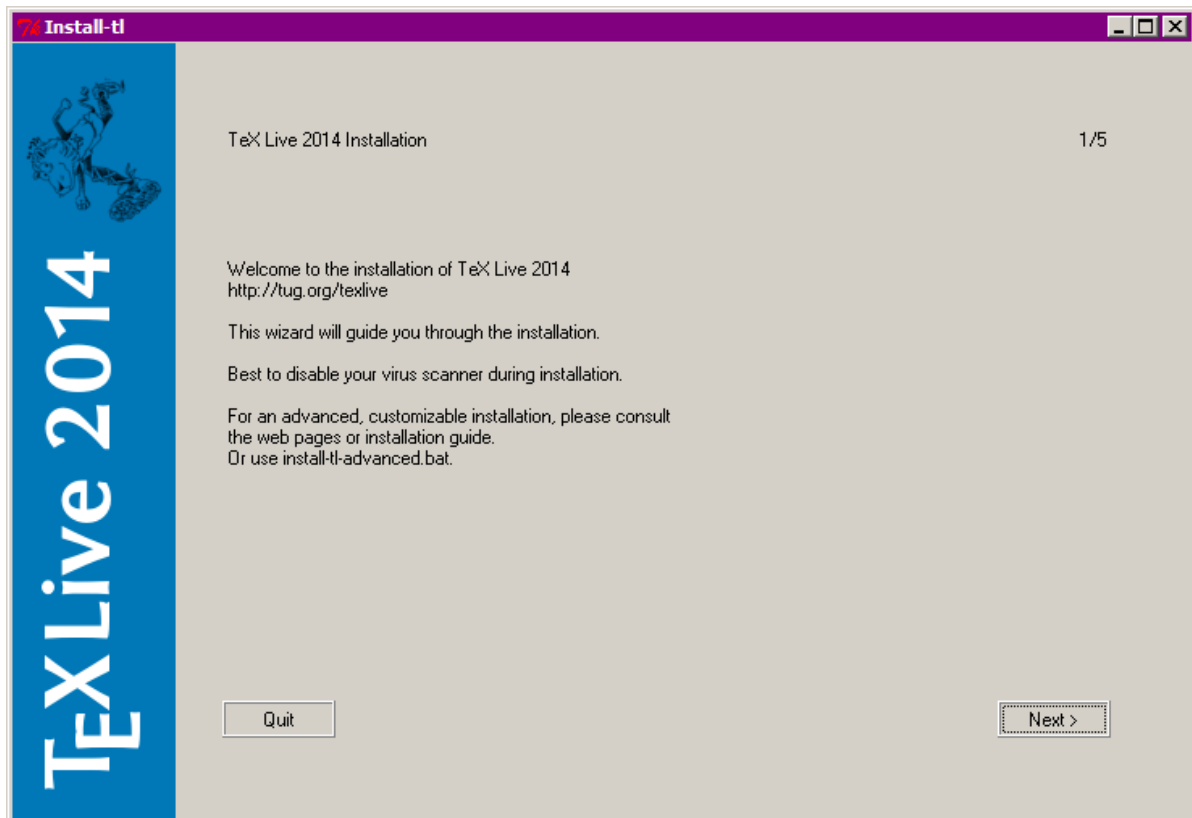 Install-tl
TeX Live 2014 Installation
1/5
Welcome to the installation of TeX Live 2014
http://tug.org/texlive
This wizard will guide you through the installation.
Best to disable your virus scanner during installation.
For an advanced, customizable installation, please consult
the web pages or installation guide.
Or use install-tl-advanced.bat.
Quit
Next >
TEX Live 2014